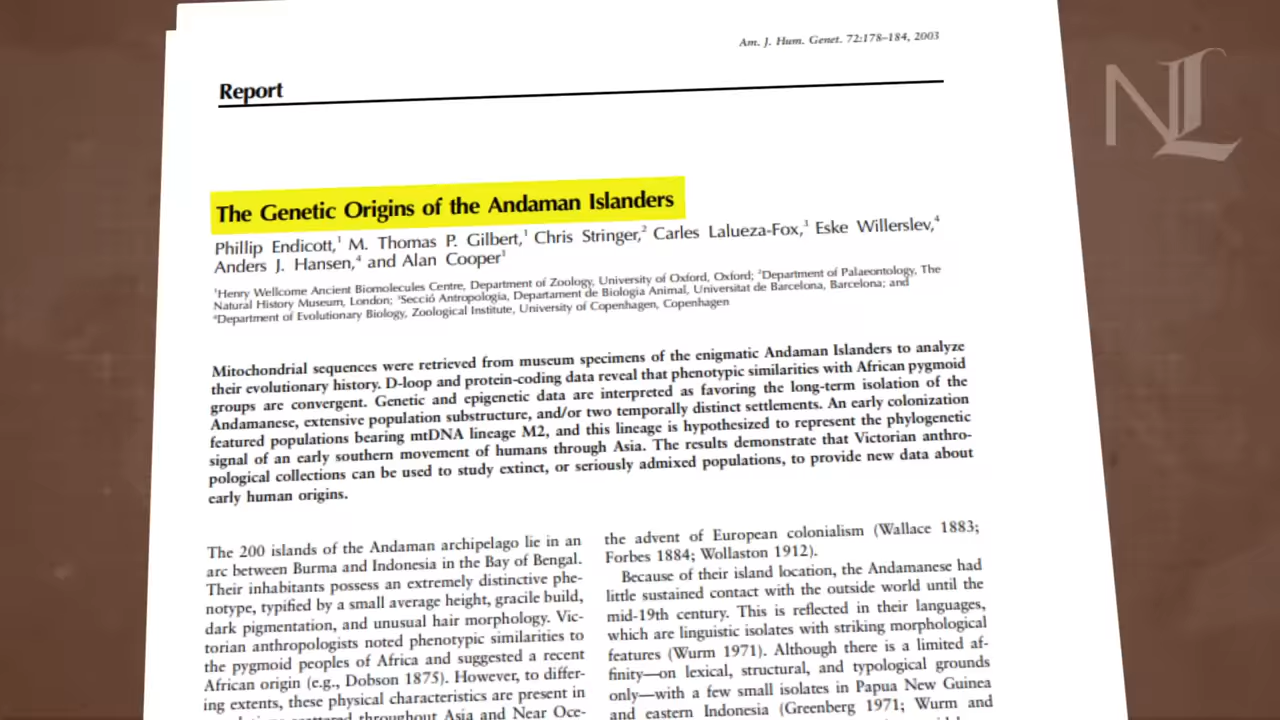 Am. J. Hum. Genet. 72:178–184, 2003
NL
Report
The Genetic Origins of the Andaman Islanders
Phillip Endicott,¹ M. Thomas P. Gilbert,¹ Chris Stringer,² Carles Lalueza-Fox,³ Eske Willerslev,⁴
Anders J. Hansen,⁴ and Alan Cooper¹
¹Henry Wellcome Ancient Biomolecules Centre, Department of Zoology, University of Oxford, Oxford; ²Department of Palaeontology, The
Natural History Museum, London; ³Secció Antropologia, Departament de Biologia Animal, Universitat de Barcelona, Barcelona; and
⁴Department of Evolutionary Biology, Zoological Institute, University of Copenhagen, Copenhagen
Mitochondrial sequences were retrieved from museum specimens of the enigmatic Andaman Islanders to analyze
their evolutionary history. D-loop and protein-coding data reveal that phenotypic similarities with African pygmoid
groups are convergent. Genetic and epigenetic data are interpreted as favoring the long-term isolation of the
Andamanese, extensive population substructure, and/or two temporally distinct settlements. An early colonization
featured populations bearing mtDNA lineage M2, and this lineage is hypothesized to represent the phylogenetic
signal of an early southern movement of humans through Asia. The results demonstrate that Victorian anthro-
pological collections can be used to study extinct, or seriously admixed populations, to provide new data about
early human origins.
The 200 islands of the Andaman archipelago lie in an
arc between Burma and Indonesia in the Bay of Bengal.
Their inhabitants possess an extremely distinctive phe-
notype, typified by a small average height, gracile build,
dark pigmentation, and unusual hair morphology. Vic-
torian anthropologists noted phenotypic similarities to
the pygmoid peoples of Africa and suggested a recent
African origin (e.g., Dobson 1875). However, to differ-
ing extents, these physical characteristics are present in
scattered throughout Asia and Near Oce-
the advent of European colonialism (Wallace 1883;
Forbes 1884; Wollaston 1912).
Because of their island location, the Andamanese had
little sustained contact with the outside world until the
mid-19th century. This is reflected in their languages,
which are linguistic isolates with striking morphological
features (Wurm 1971). Although there is a limited af-
finity—on lexical, structural, and typological grounds
only—with a few small isolates in Papua New Guinea
and eastern Indonesia (Greenberg 1971; Wurm and